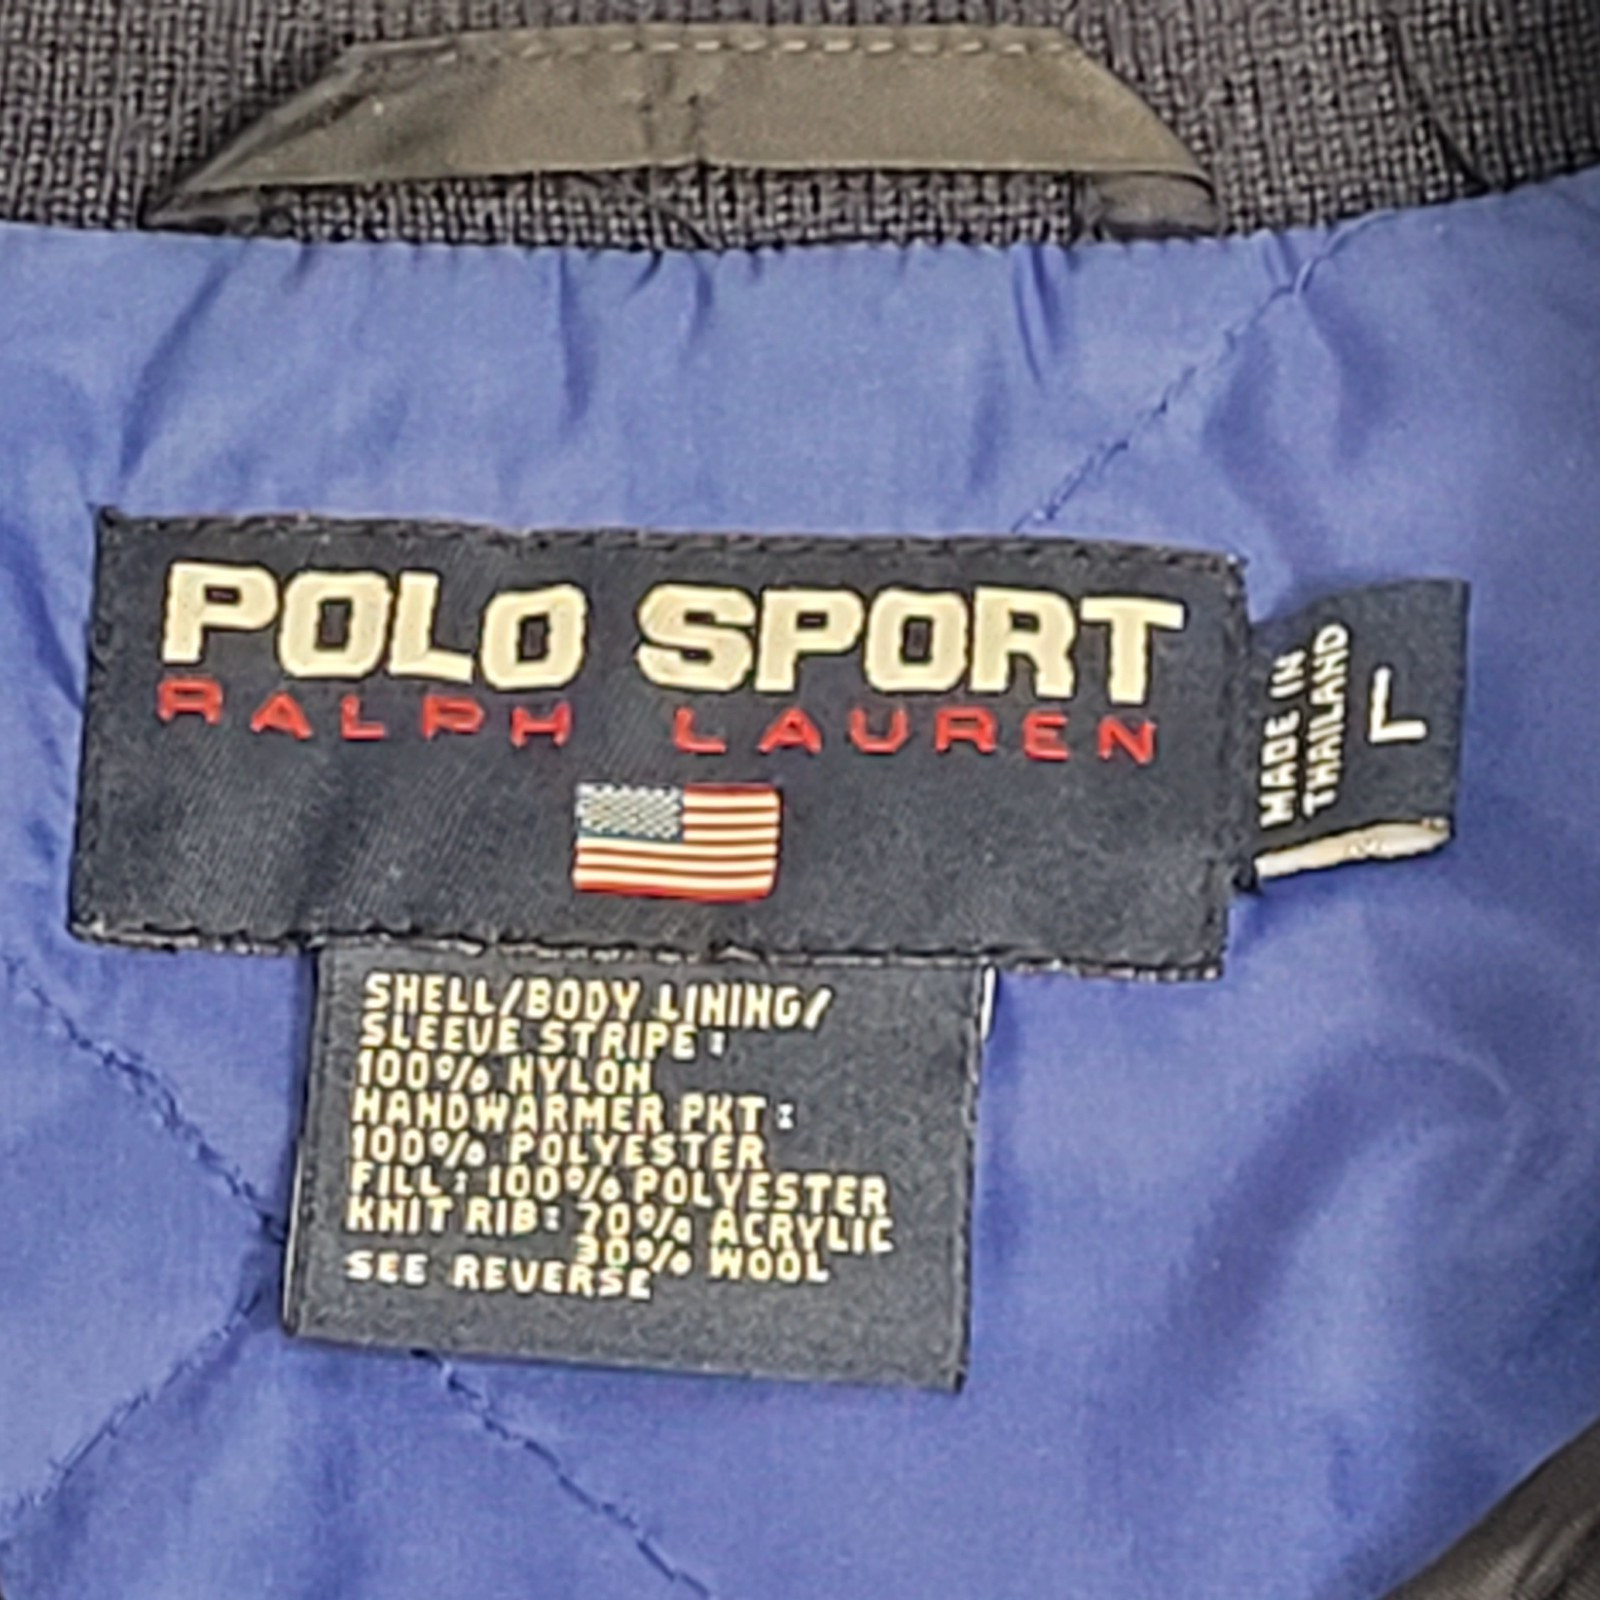 POLO SPORT
RALPH LAUREN
MADE IN
THAILAND
L
SHELL/BODY LINING/
SLEEVE STRIPE:
100% NYLON
HANDWARMER PKT:
100% POLYESTER
FILL: 100% POLYESTER
KNIT RIB: 70% ACRYLIC
30% WOOL
SEE REVERSE